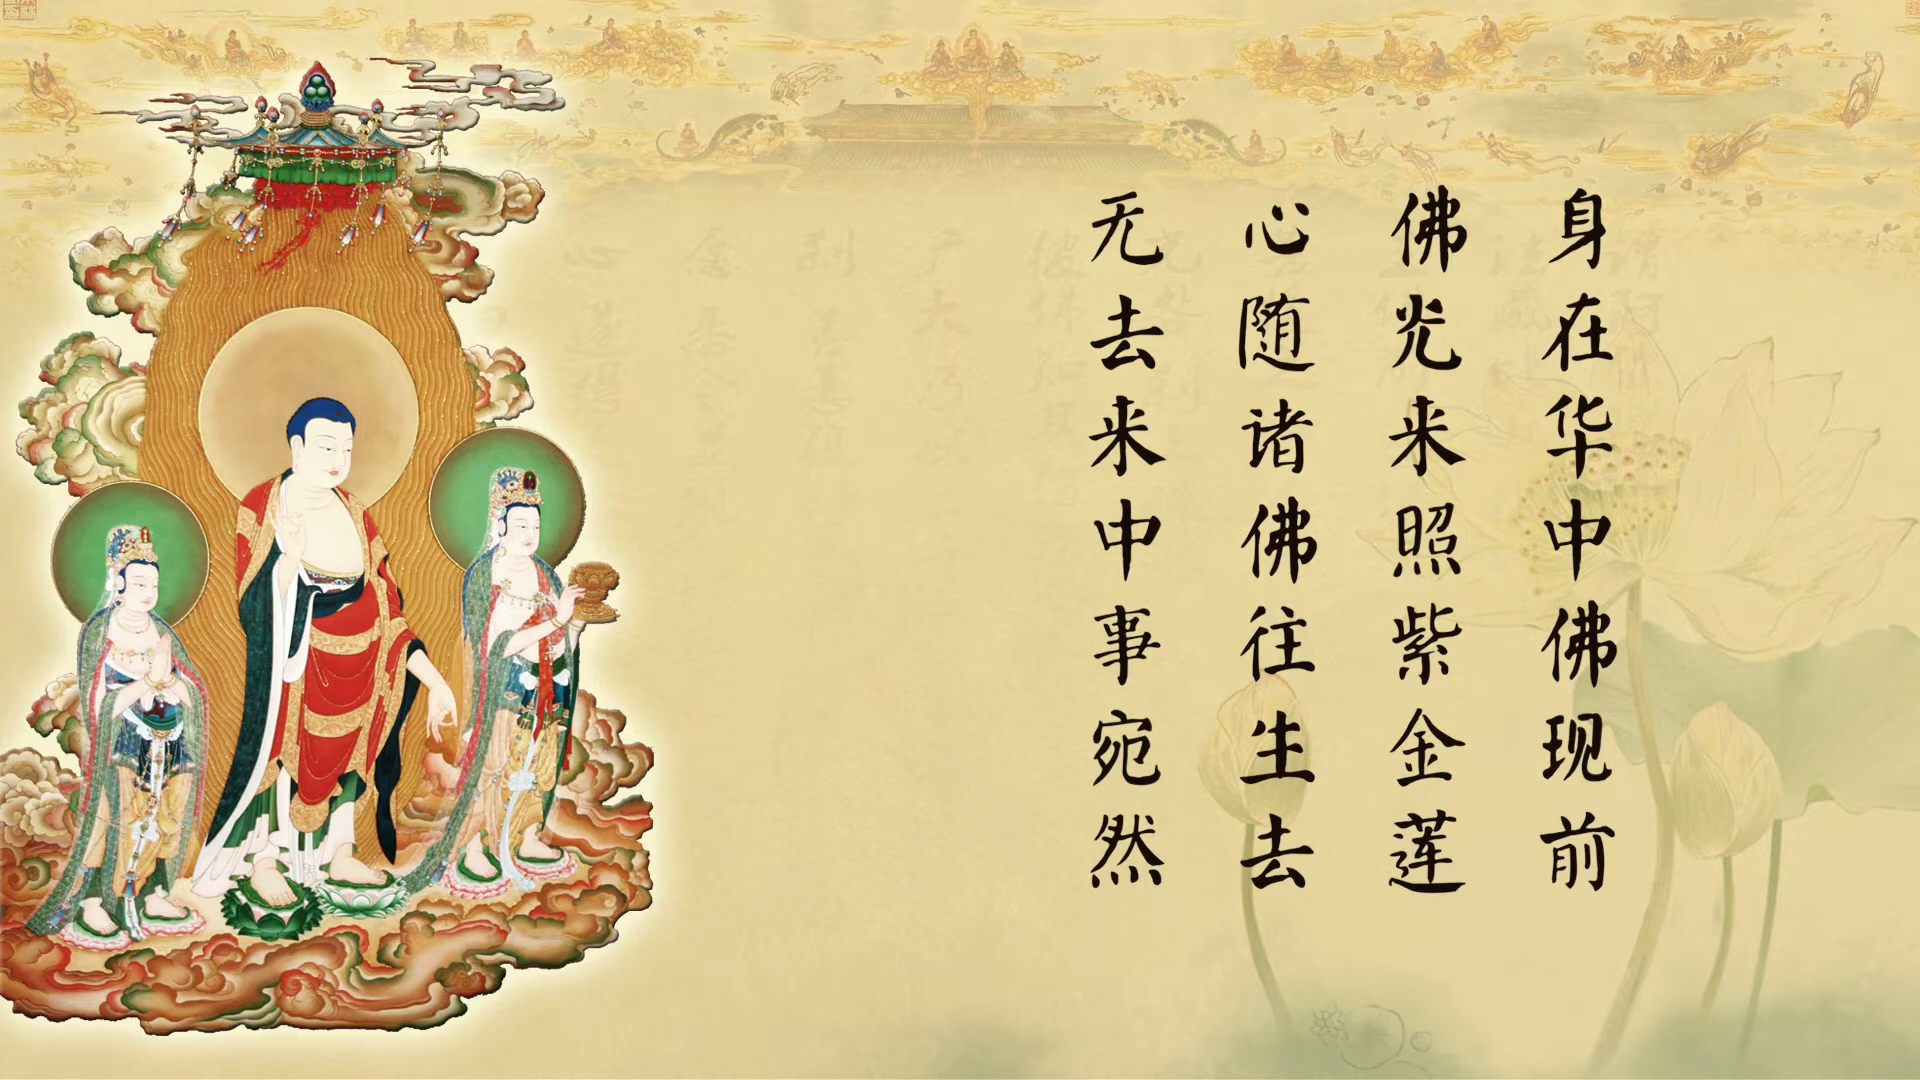 身在华中佛现前
佛光来照紫金莲
心随诸佛往生去
无去来中事宛然